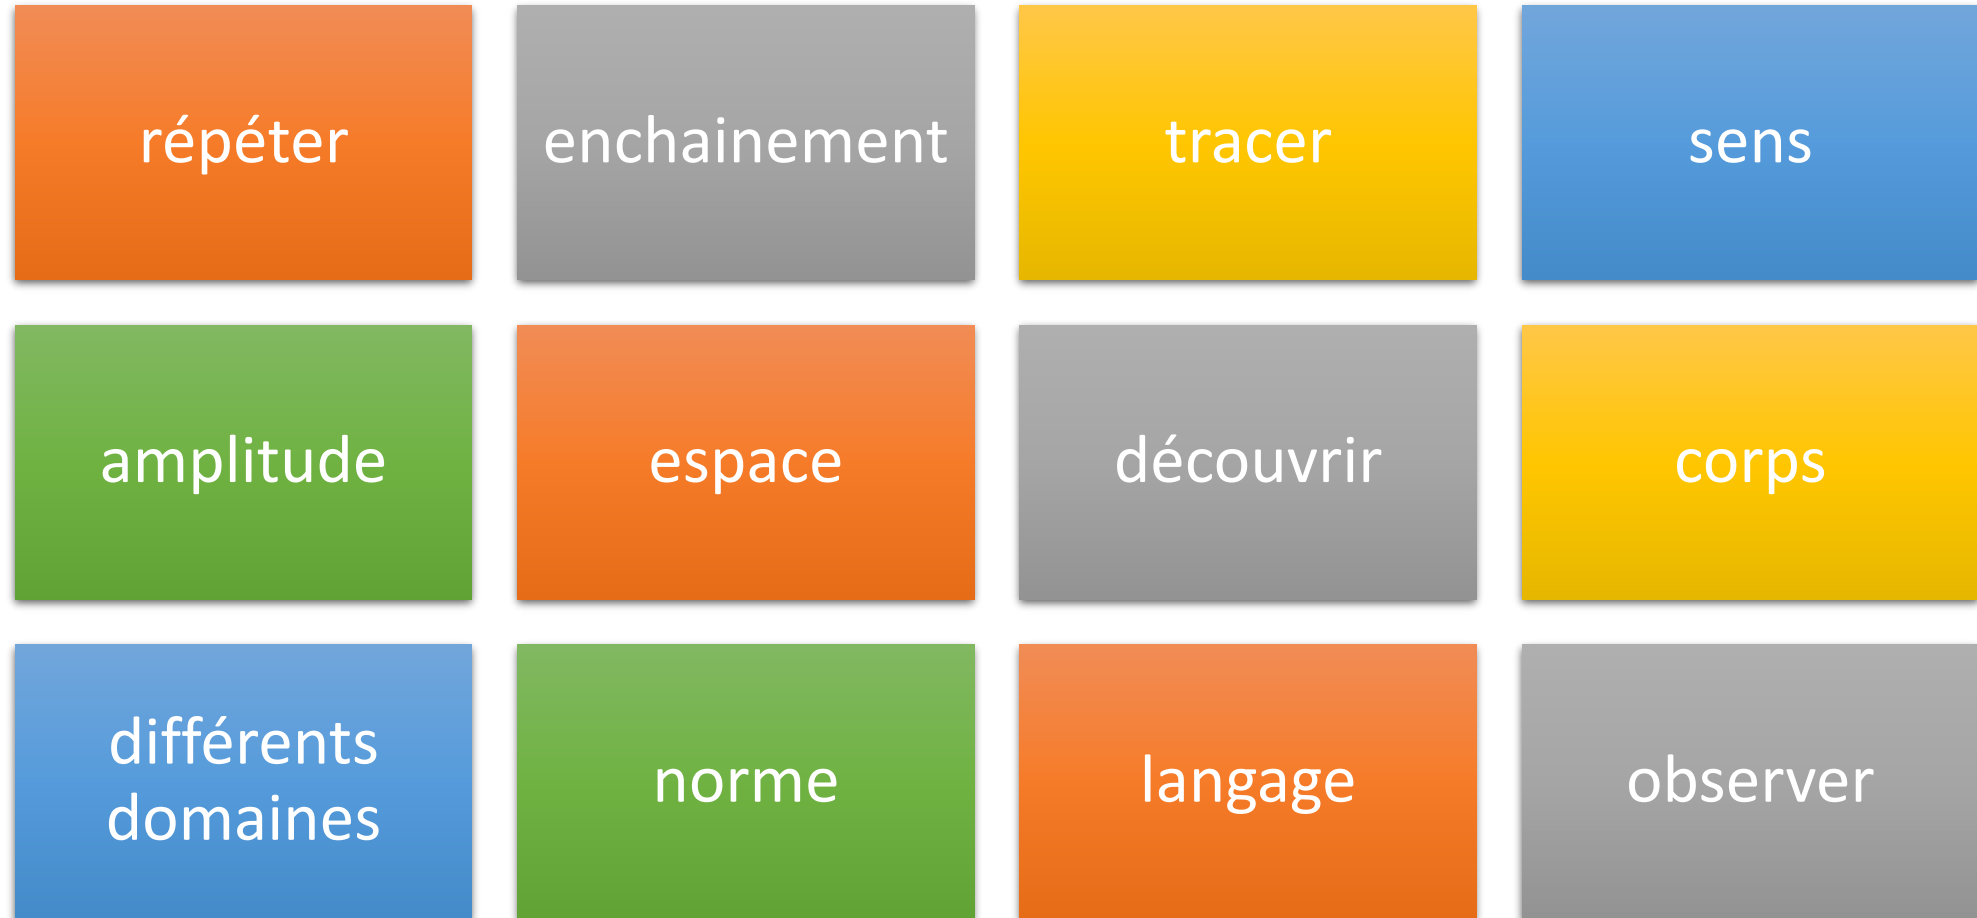 répéter
enchainement
tracer
sens
amplitude
espace
découvrir
corps
différents
domaines
norme
langage
observer